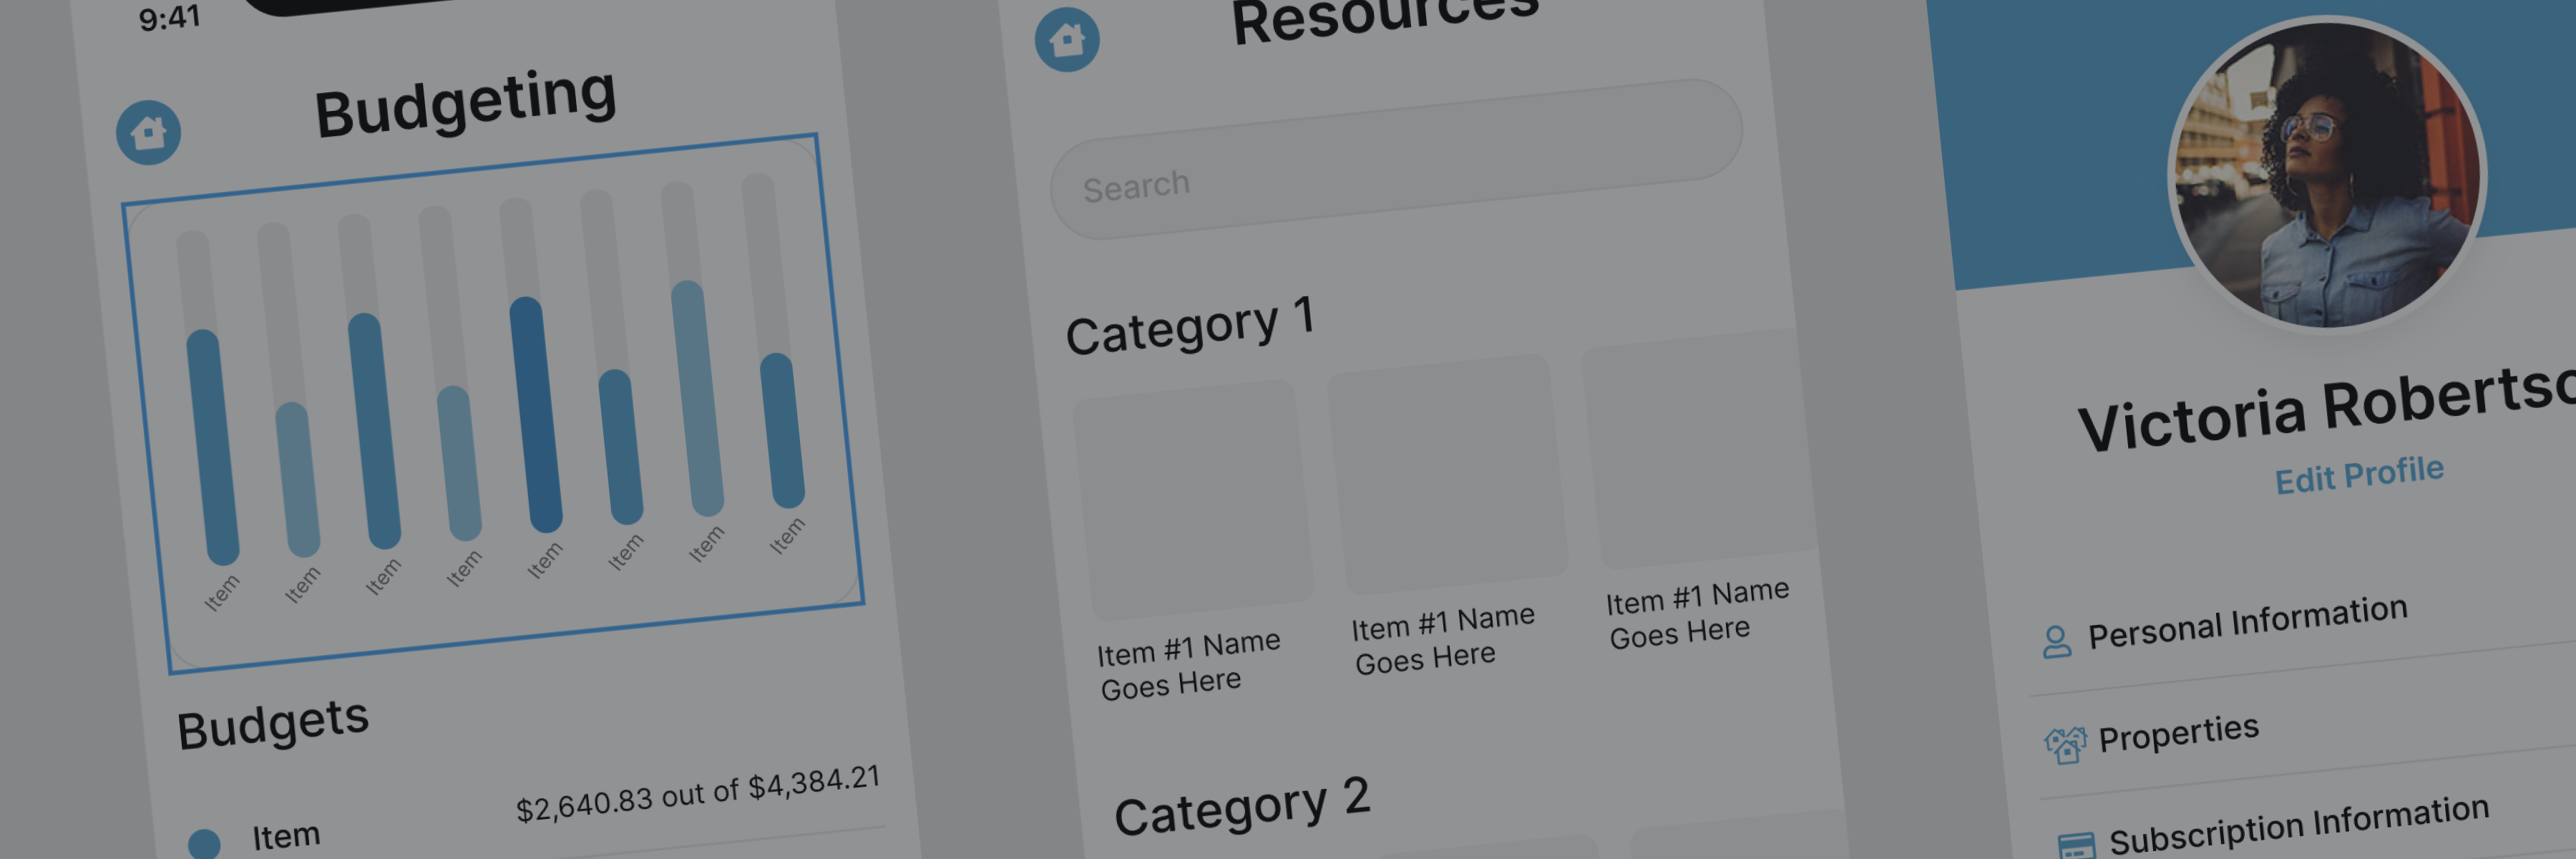 9:41
Budgeting
Item
Item
Item
Item
Item
Item
Item
Item
Budgets
Item
$2,640.83 out of $4,384.21
Resources
Search
Category 1
Item #1 Name
Goes Here
Item #1 Name
Goes Here
Item #1 Name
Goes Here
Category 2
Victoria
Edit Profile
Personal Information
Properties
Subscription Information